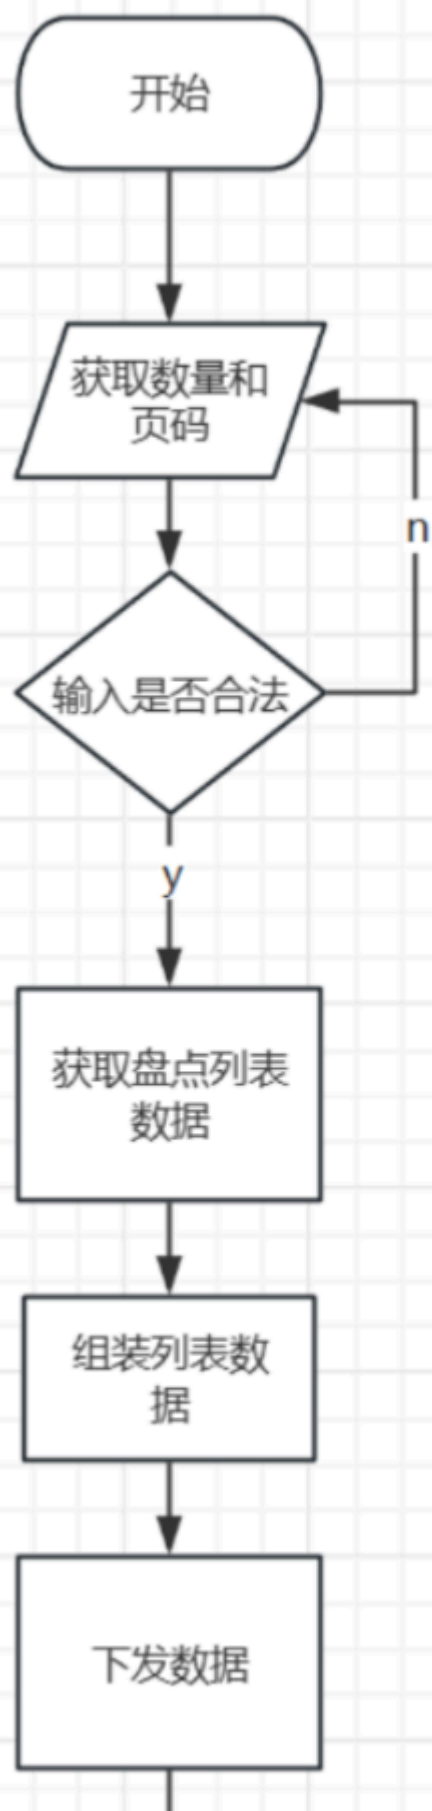 开始
获取数量和
页码
n
输入是否合法
y
获取盘点列表
数据
组装列表数
据
下发数据